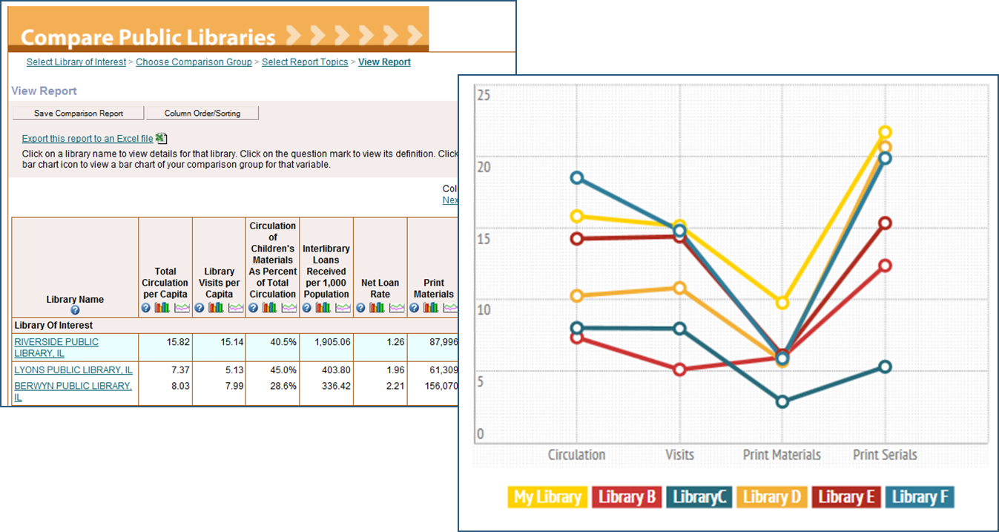 Compare Public Libraries
Select Library of Interest > Choose Comparison Group > Select Report Topics > View Report
View Report
Save Comparison Report Column Order/Sorting
Export this report to an Excel file
Click on a library name to view details for that library. Click on the question mark to view its definition. Click
bar chart icon to view a bar chart of your comparison group for that variable.
Col
Nex
Library Name
Total
Circulation
per Capita
Library
Visits per
Capita
Circulation
of
Children's
Materials
As Percent
of Total
Circulation
Interlibrary
Loans
Received
per 1,000
Population
Net Loan
Rate
Print
Materials
Library Of Interest
RIVERSIDE PUBLIC 15.82 15.14 40.5% 1,905.06 1.26 87,996
LIBRARY, IL
LYONS PUBLIC LIBRARY, IL 7.37 5.13 45.0% 403.80 1.96 61,309
BERWYN PUBLIC LIBRARY, 8.03 7.99 28.6% 336.42 2.21 156,070
IL
25
20
15
10
5
0
Circulation Visits Print Materials Print Serials
My Library Library B LibraryC Library D Library E Library F